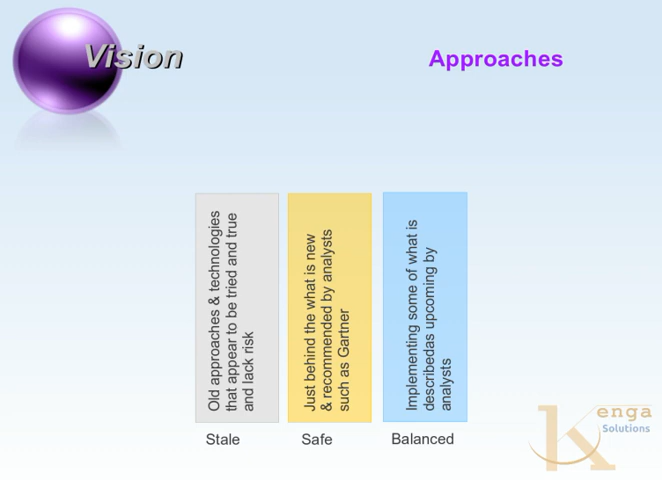 Vision
Approaches
Old approaches & technologies
that appear to be tried and true
and lack risk
Just behind the what is new
& recommended by analysts
such as Gartner
Implementing some of what is
describedas upcoming by
analysts
Stale
Safe
Balanced
Kenga
Solutions